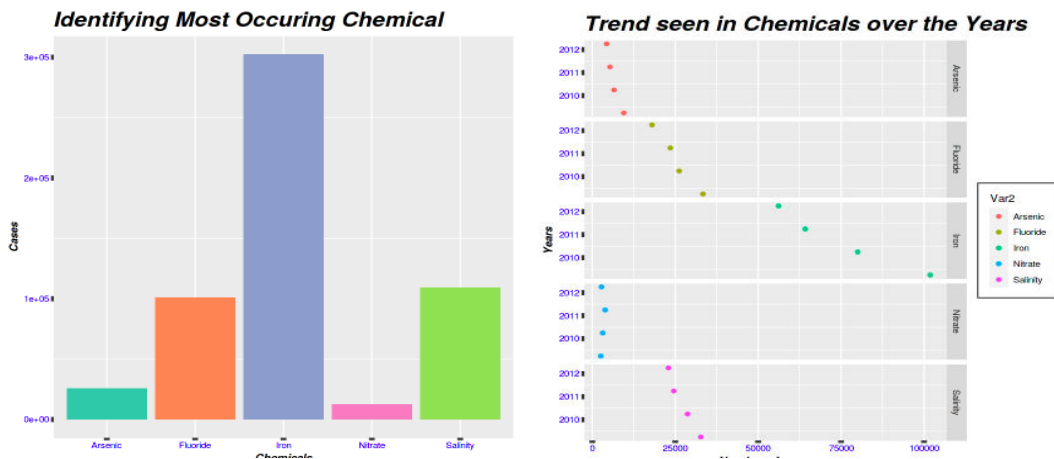 Identifying Most Occuring Chemical
3e+05
2e+05
1e+05
0e+00
Cases
Arsenic Fluoride Iron Nitrate Salinity
Chemicals
Trend seen in Chemicals over the Years
2012
2011
2010
Arsenic
2012
2011
2010
Fluoride
2012
2011
2010
Iron
2012
2011
2010
Nitrate
2012
2011
2010
Salinity
Years
0 25000 50000 75000 100000
Var2
Arsenic
Fluoride
Iron
Nitrate
Salinity